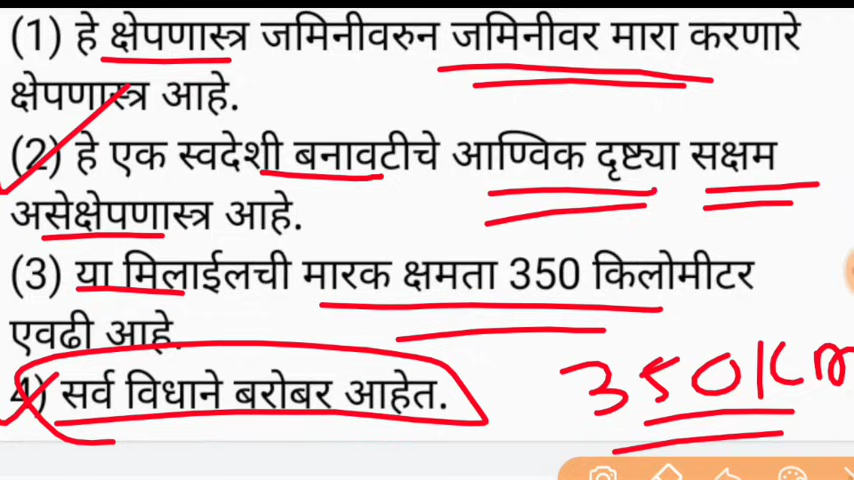 (1) हे क्षेपणास्त्र जमिनीवरुन जमिनीवर मारा करणारे
क्षेपणास्त्र आहे.
(2) हे एक स्वदेशी बनावटीचे आण्विक दृष्ट्या सक्षम
असेक्षेपणास्त्र आहे.
(3) या मिलाईलची मारक क्षमता 350 किलोमीटर
एवढी आहे.
4) सर्व विधाने बरोबर आहेत.
350Km